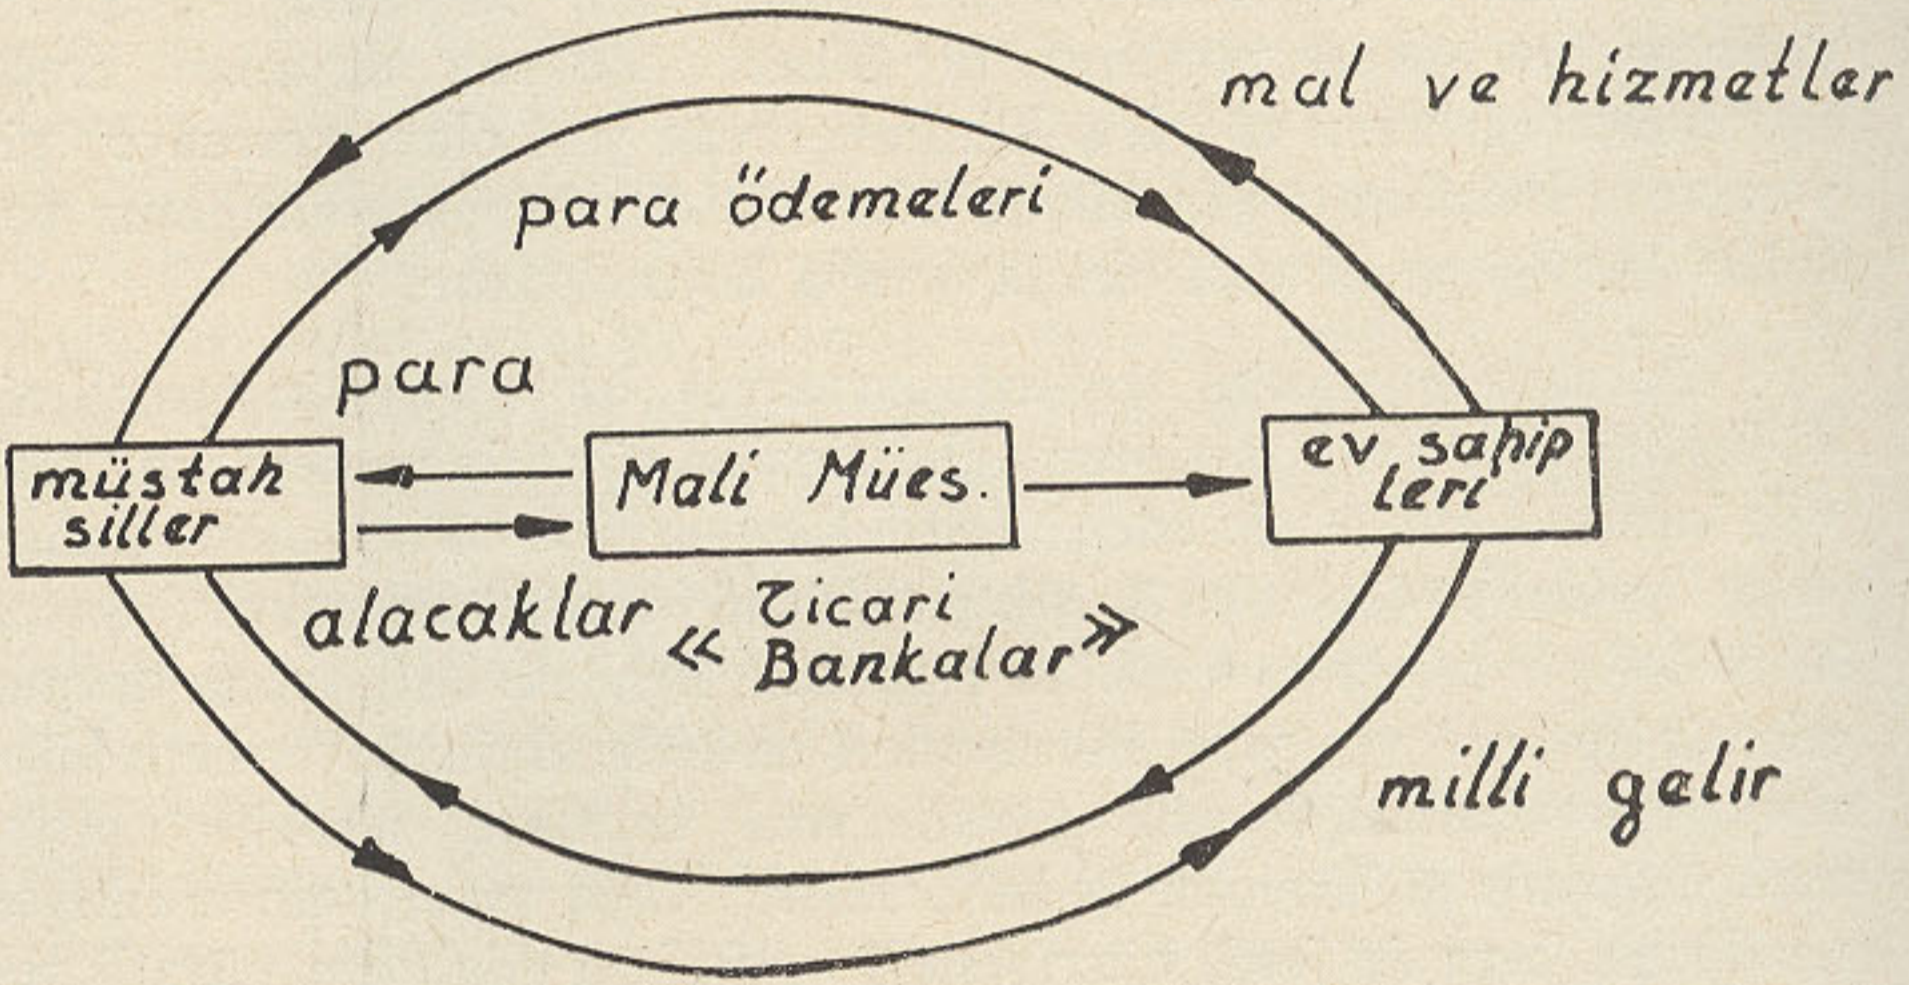 mal ve hizmetler
para ödemeleri
para
müstah
siller
Mali Mües.
ev sahip
leri
alacaklar
« Ticari
Bankalar »
milli gelir